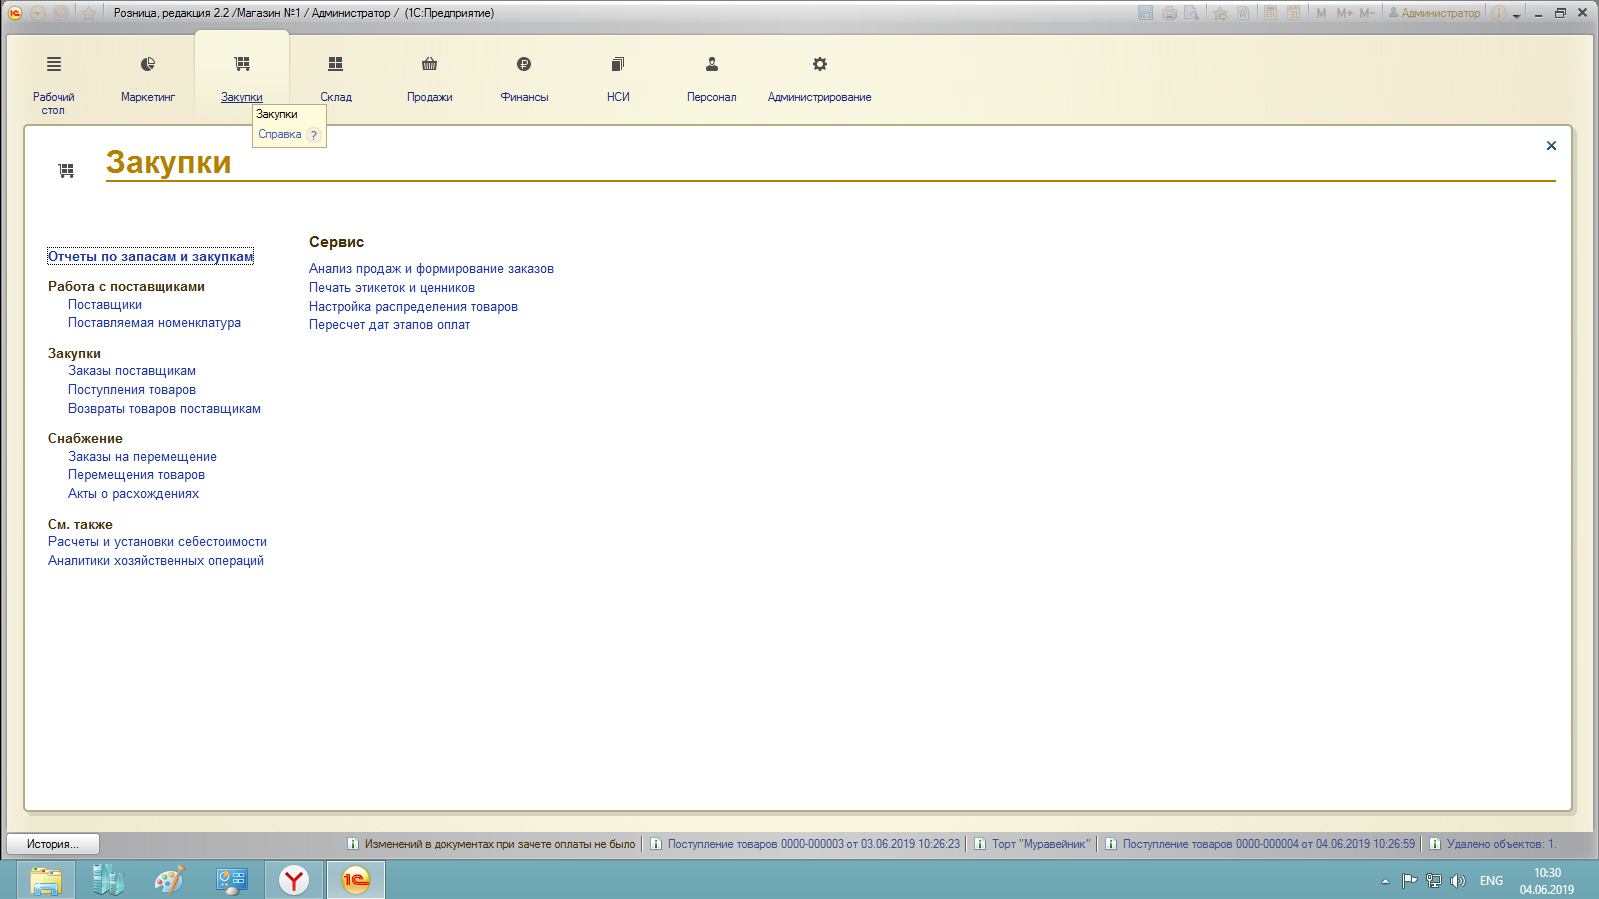 Розница, редакция 2.2 /Магазин №1 / Администратор / (1С:Предприятие)
M M+ M- Администратор
Рабочий стол
Маркетинг
Закупки
Склад
Продажи
Финансы
НСИ
Персонал
Администрирование
Закупки
Справка ?
Закупки
Отчеты по запасам и закупкам
Работа с поставщиками
Поставщики
Поставляемая номенклатура
Закупки
Заказы поставщикам
Поступления товаров
Возвраты товаров поставщикам
Снабжение
Заказы на перемещение
Перемещения товаров
Акты о расхождениях
См. также
Расчеты и установки себестоимости
Аналитики хозяйственных операций
Сервис
Анализ продаж и формирование заказов
Печать этикеток и ценников
Настройка распределения товаров
Пересчет дат этапов оплат
История...
Изменений в документах при зачете оплаты не было
Поступление товаров 0000-000003 от 03.06.2019 10:26:23
Торт "Муравейник"
Поступление товаров 0000-000004 от 04.06.2019 10:26:59
Удалено объектов: 1.
ENG
10:30
04.06.2019